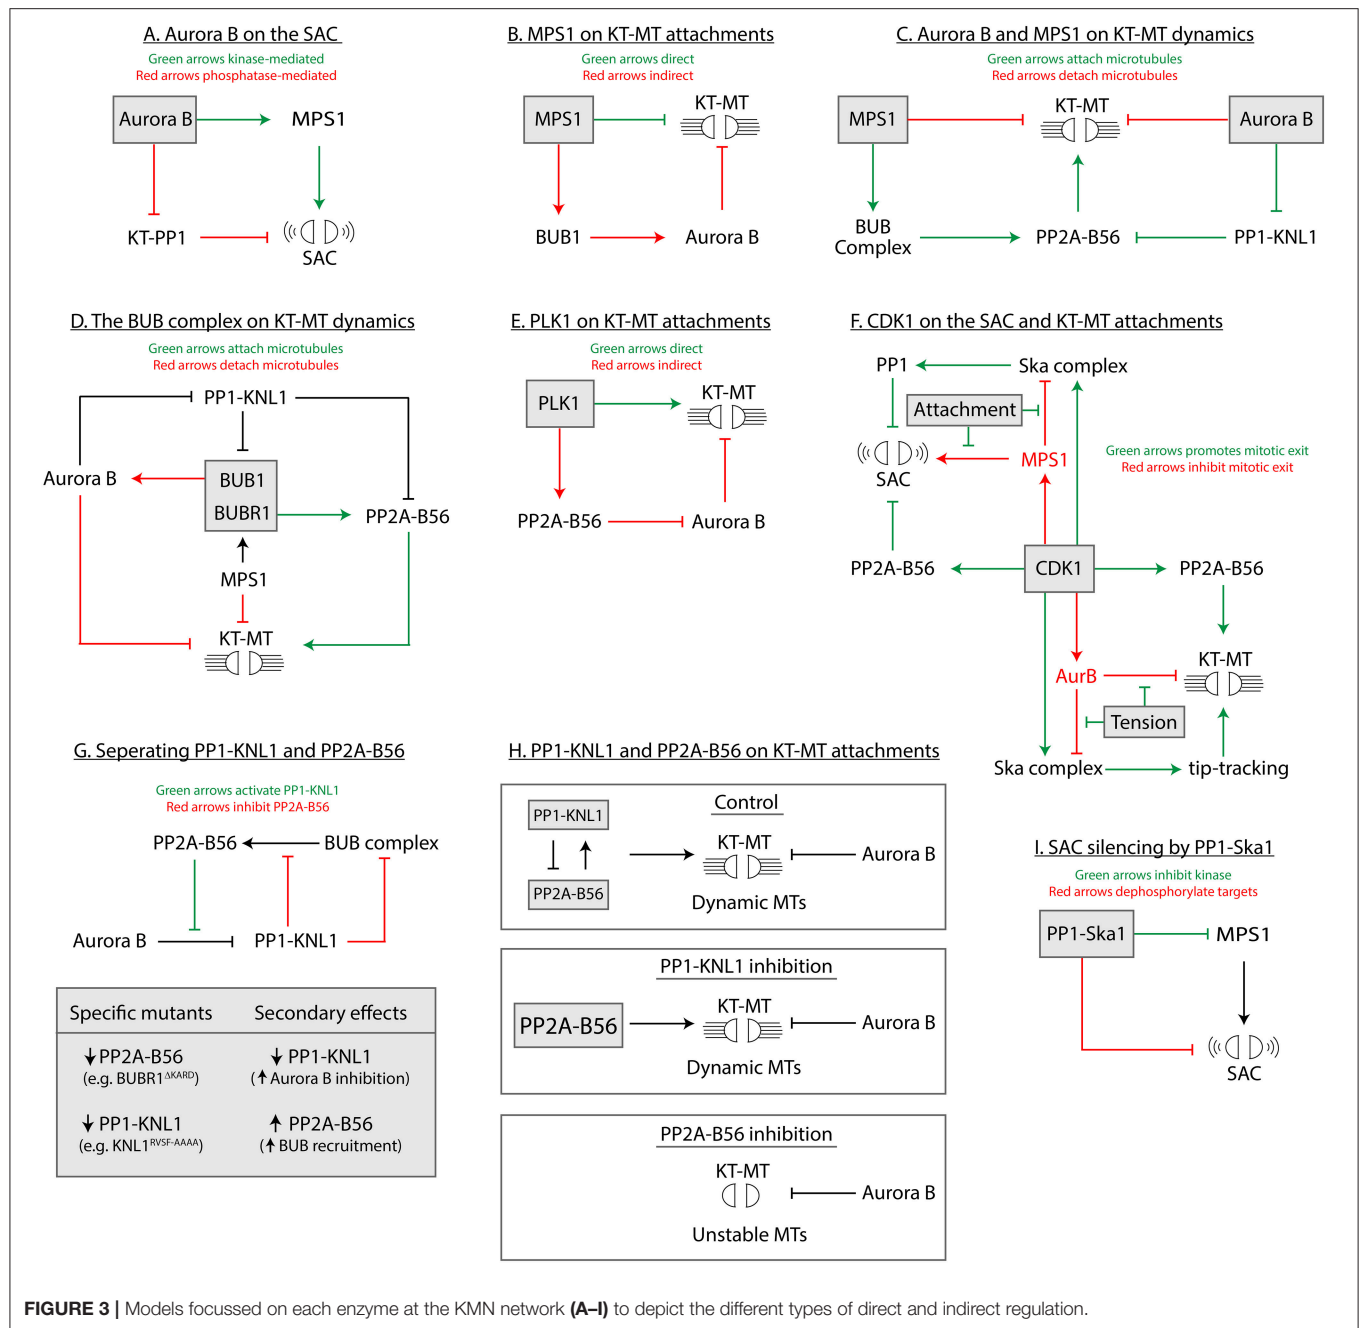 A. Aurora B on the SAC
Green arrows kinase-mediated
Red arrows phosphatase-mediated
Aurora B
MPS1
KT-PP1
SAC
B. MPS1 on KT-MT attachments
Green arrows direct
Red arrows indirect
MPS1
KT-MT
BUB1
Aurora B
C. Aurora B and MPS1 on KT-MT dynamics
Green arrows attach microtubules
Red arrows detach microtubules
MPS1
KT-MT
Aurora B
BUB
Complex
PP2A-B56
PP1-KNL1
D. The BUB complex on KT-MT dynamics
Green arrows attach microtubules
Red arrows detach microtubules
PP1-KNL1
Aurora B
BUB1
BUBR1
PP2A-B56
MPS1
KT-MT
E. PLK1 on KT-MT attachments
Green arrows direct
Red arrows indirect
PLK1
KT-MT
PP2A-B56
Aurora B
F. CDK1 on the SAC and KT-MT attachments
PP1
Ska complex
Attachment
Green arrows promotes mitotic exit
Red arrows inhibit mitotic exit
MPS1
SAC
PP2A-B56
CDK1
PP2A-B56
KT-MT
AurB
Tension
Ska complex
tip-tracking
G. Seperating PP1-KNL1 and PP2A-B56
Green arrows activate PP1-KNL1
Red arrows inhibit PP2A-B56
PP2A-B56
BUB complex
Aurora B
PP1-KNL1
Specific mutants
Secondary effects
↓PP2A-B56
↓ PP1-KNL1
(e.g. BUBR1ΔKARD)
(↑Aurora B inhibition)
↓ PP1-KNL1
↑ PP2A-B56
(e.g. KNL1RVSF-AAAA)
(↑BUB recruitment)
H. PP1-KNL1 and PP2A-B56 on KT-MT attachments
Control
PP1-KNL1
KT-MT
Aurora B
PP2A-B56
Dynamic MTs
PP1-KNL1 inhibition
KT-MT
PP2A-B56
Aurora B
Dynamic MTs
PP2A-B56 inhibition
KT-MT
Aurora B
Unstable MTs
I. SAC silencing by PP1-Ska1
Green arrows inhibit kinase
Red arrows dephosphorylate targets
PP1-Ska1
MPS1
SAC
FIGURE 3 | Models focussed on each enzyme at the KMN network (A–I) to depict the different types of direct and indirect regulation.